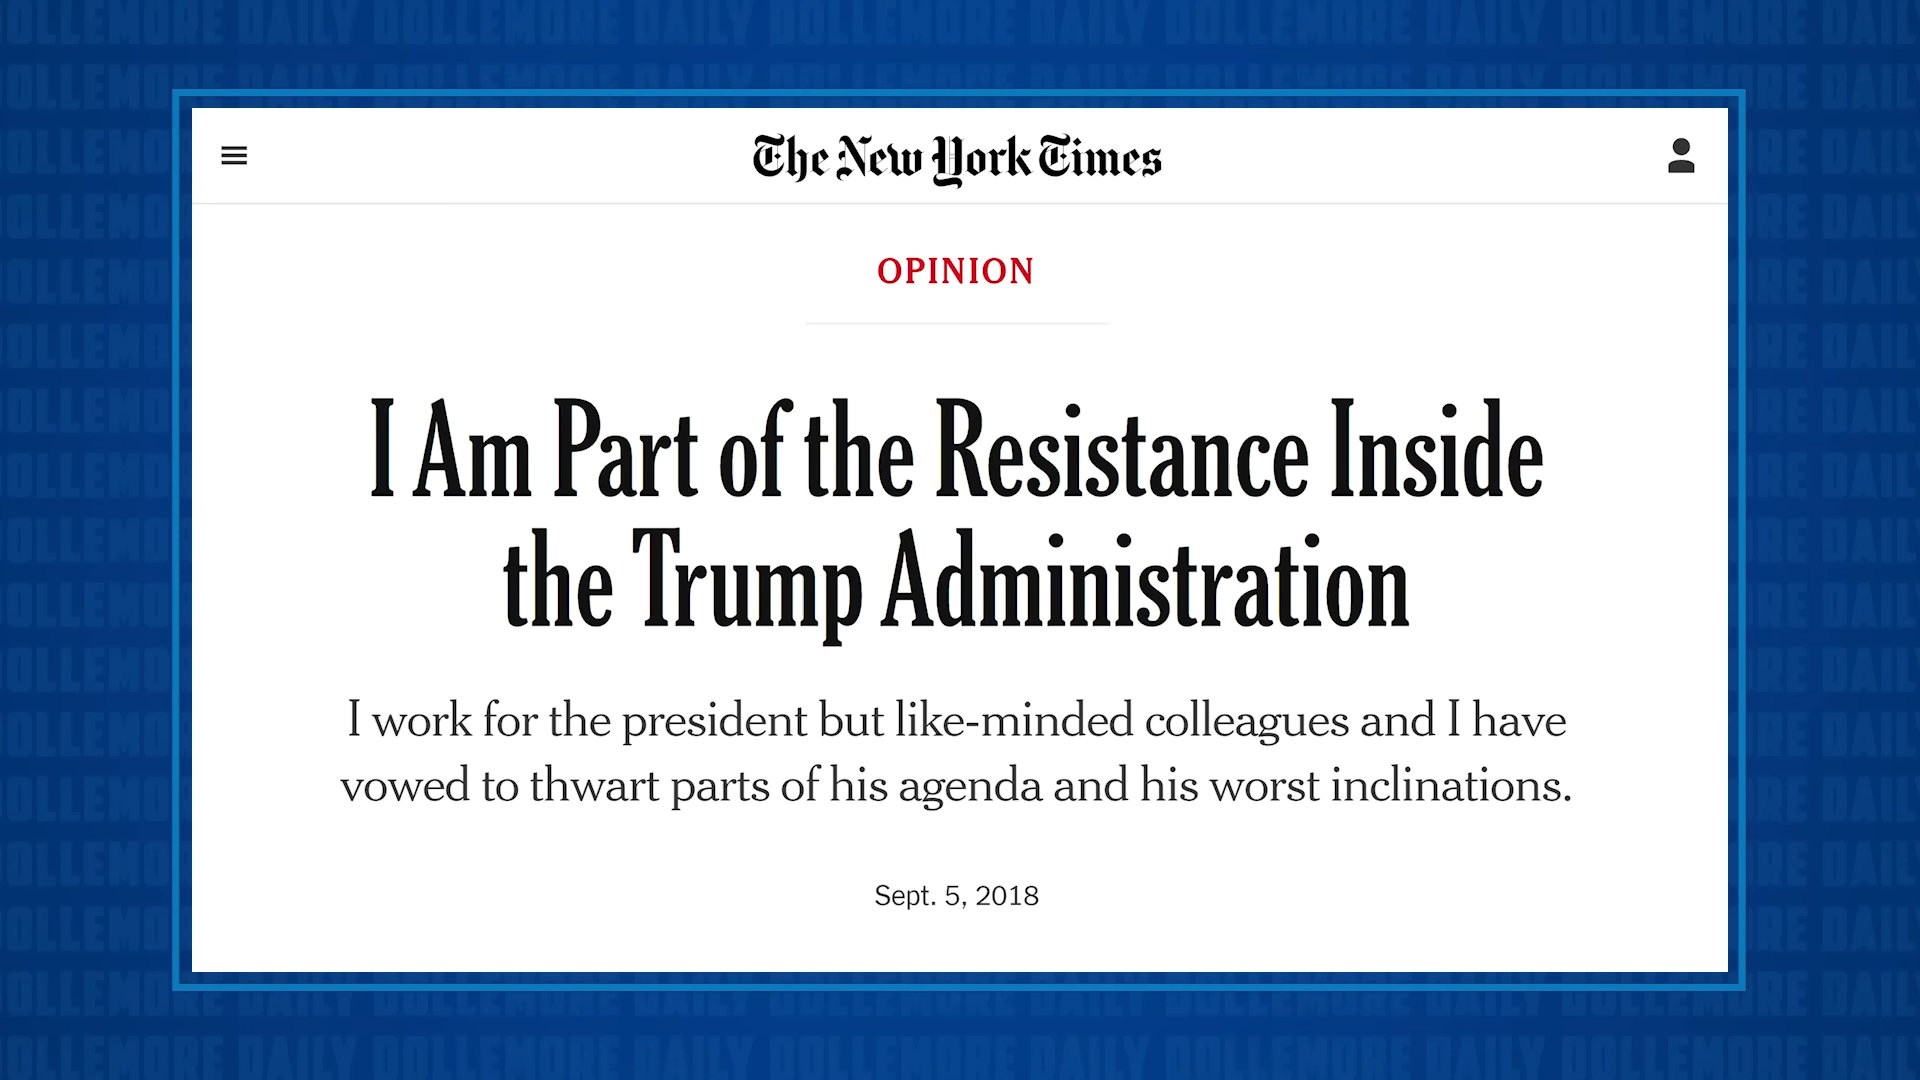 The New York Times
OPINION
I Am Part of the Resistance Inside
the Trump Administration
I work for the president but like-minded colleagues and I have
vowed to thwart parts of his agenda and his worst inclinations.
Sept. 5, 2018
DOLLEMORE DAILY